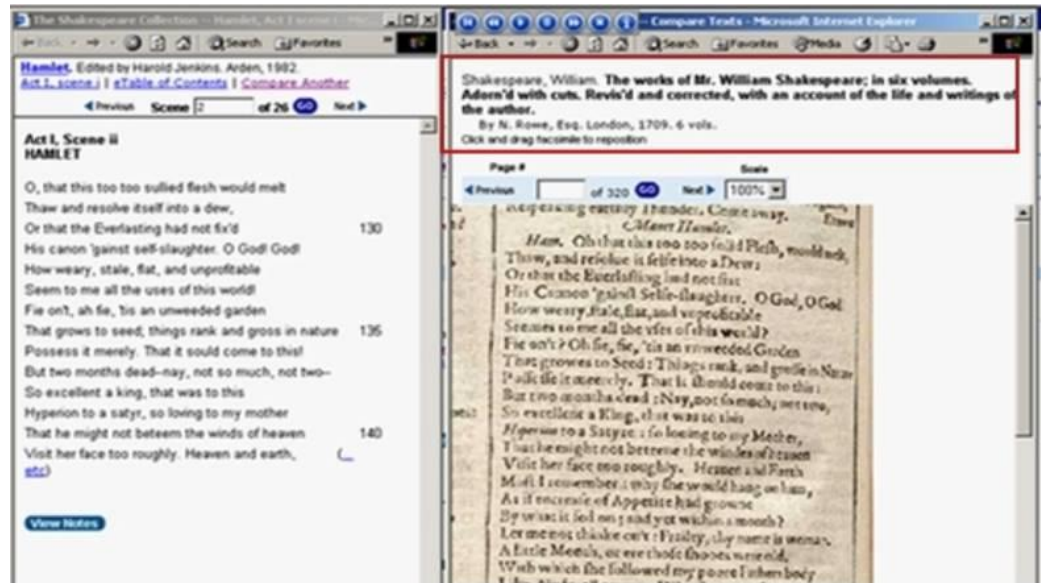 The Shakespeare Collection -- Hamlet, Act I scene i -
Back
Search
Favorites
Hamlet. Edited by Harold Jenkins. Arden, 1982.
Act I, scene i | eTable of Contents | Compare Another
Previous Scene 2 of 26 GO Next
Act I, Scene ii
HAMLET
O, that this too too sullied flesh would melt
Thaw and resolve itself into a dew,
Or that the Everlasting had not fix'd 130
His canon 'gainst self-slaughter. O God! God!
How weary, stale, flat, and unprofitable
Seem to me all the uses of this world!
Fie on't, ah fie, 'tis an unweeded garden
That grows to seed; things rank and gross in nature 135
Possess it merely. That it sould come to this!
But two months dead--nay, not so much, not two--
So excellent a king, that was to this
Hyperion to a satyr, so loving to my mother
That he might not beteem the winds of heaven 140
Visit her face too roughly. Heaven and earth, (...
etc)
View Notes
- Compare Texts - Microsoft Internet Explorer
Back Search Favorites Media
Shakespeare, William. The works of Mr. William Shakespeare; in six volumes.
Adorn'd with cuts. Revis'd and corrected, with an account of the life and writings of
the author.
By N. Rowe, Esq. London, 1709. 6 vols.
Click and drag facsimile to reposition
Page # Scale
Previous of 320 GO Next 100%
Thunder. Come away.
Manet Hamlet.
Ham. Oh that this too too solid Flesh, would melt,
Thaw, and resolue it selfe into a Dew:
Or that the Euerlasting had not fixt
His Cannon 'gainst Selfe-slaughter. O God, O God
How weary, stale, flat, and vnprofitable
Seemes to me all the vses of this world?
Fie on't? Oh fie, fie, 'tis an vnweeded Garden
That growes to Seed: Things rank, and grosse in Nature
Possesse it meerely. That it should come to this:
But two months dead: Nay, not so much; not two,
So excellent a King, that was to this
Hyperion to a Satyre: so louing to my Mother,
That he might not beteene the windes of heauen
Visit her face too roughly. Heauen and Earth
Must I remember: why she would hang on him,
As if encrease of Appetite had growne
By what it fed on; and yet within a month?
Let me not thinke on't: Frailty, thy name is woman.
A little Month, or ere those shooes were old,
With which she followed my poore Fathers body